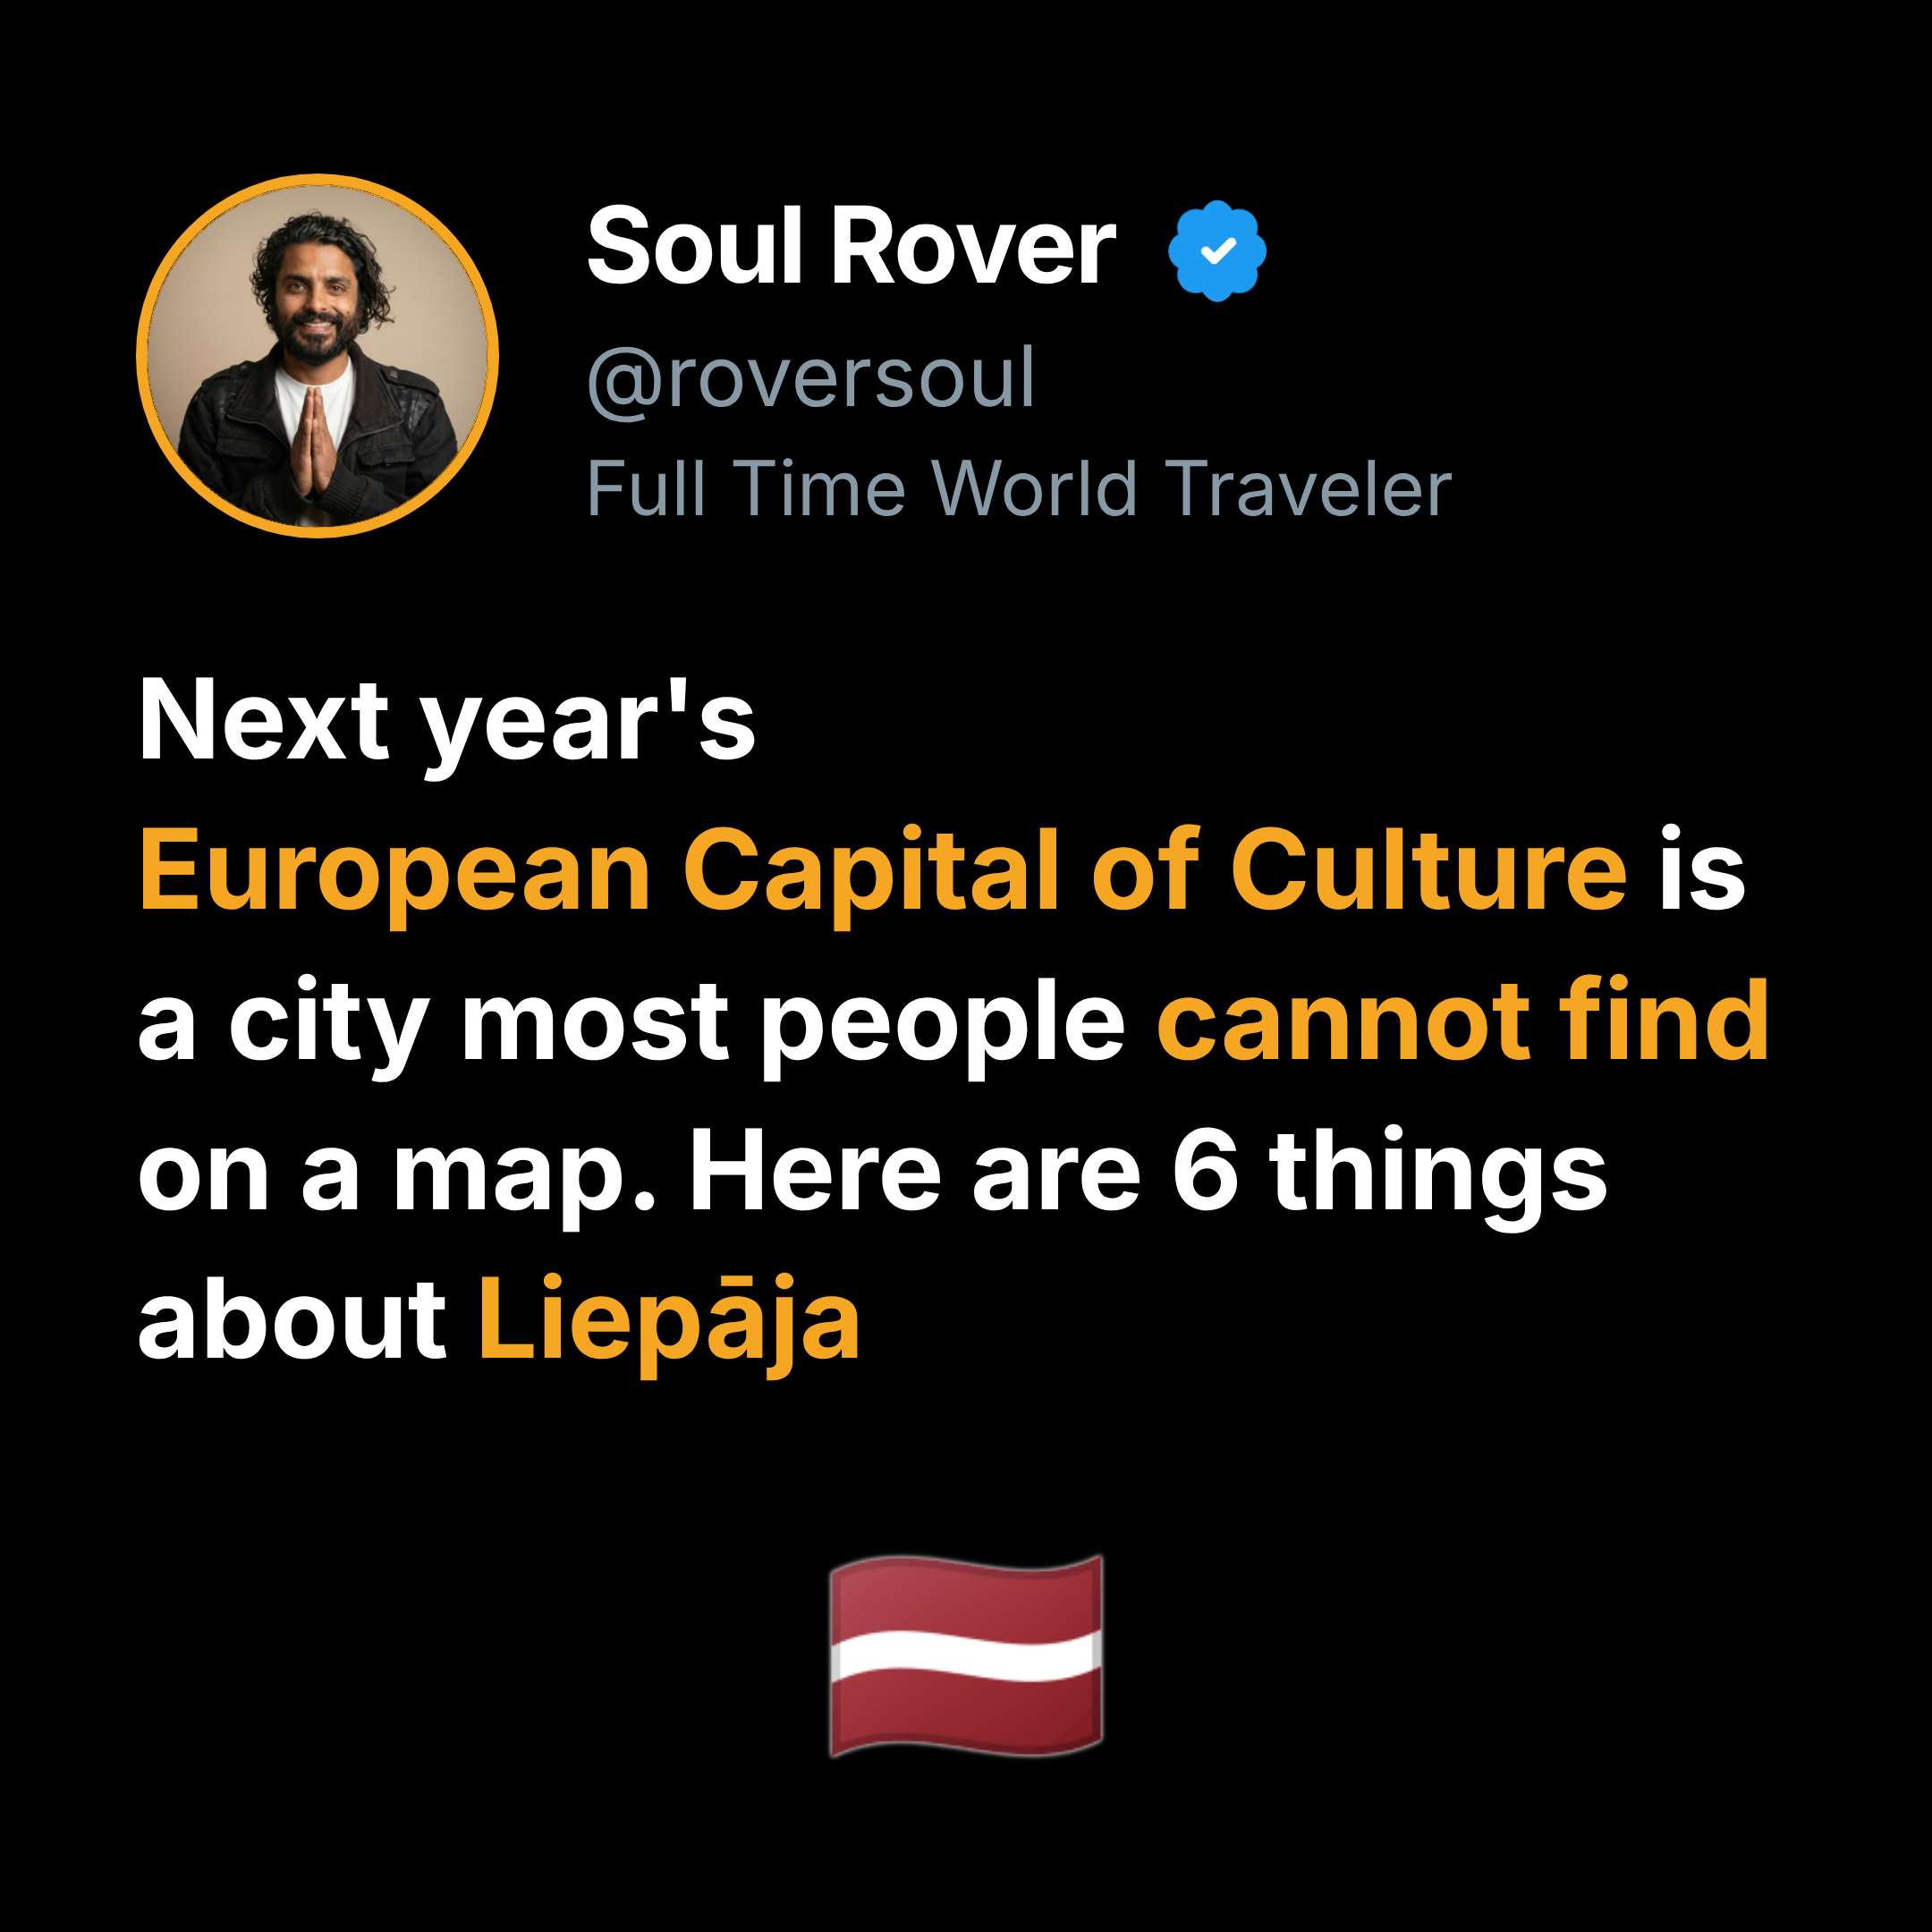 Soul Rover
@roversoul
Full Time World Traveler
Next year's
European Capital of Culture is
a city most people cannot find
on a map. Here are 6 things
about Liepāja